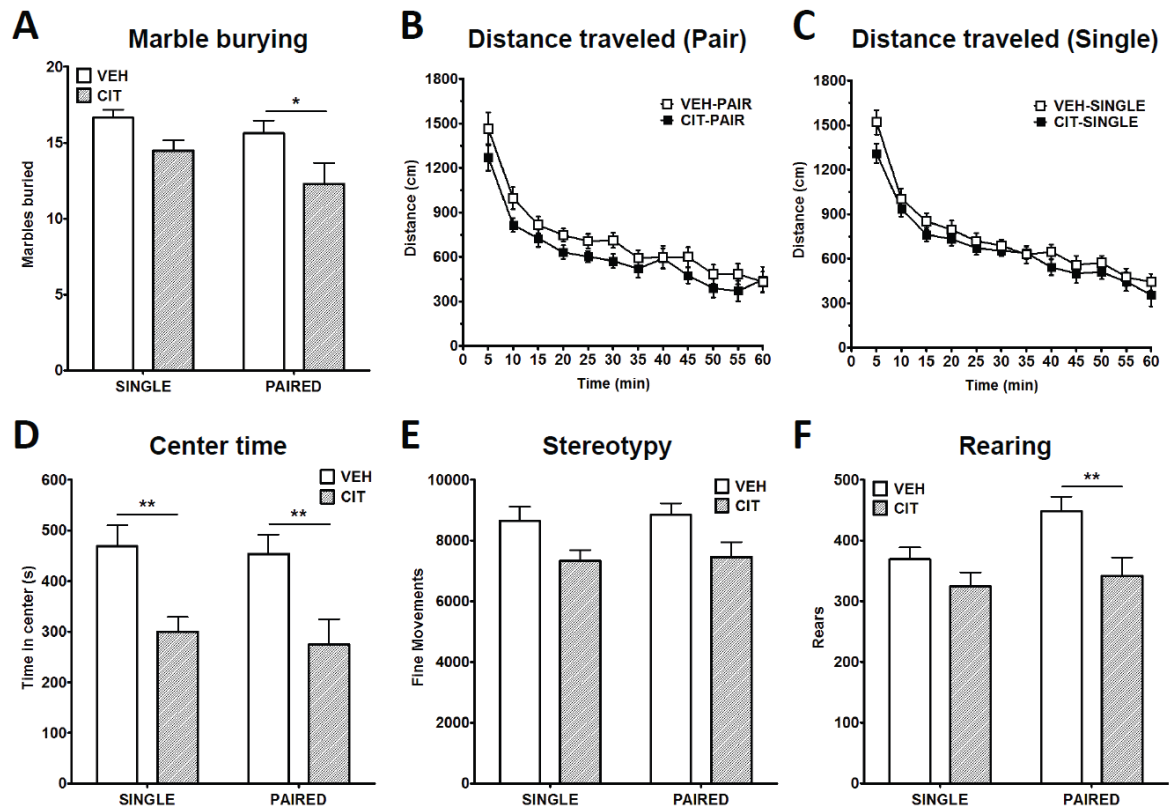 A
Marble burying
20
15
10
5
0
Marbles buried
VEH
CIT
*
SINGLE
PAIRED
B
Distance traveled (Pair)
1800
1500
1200
900
600
300
0
Distance (cm)
VEH-PAIR
CIT-PAIR
0 5 10 15 20 25 30 35 40 45 50 55 60
Time (min)
C
Distance traveled (Single)
1800
1500
1200
900
600
300
0
Distance (cm)
VEH-SINGLE
CIT-SINGLE
0 5 10 15 20 25 30 35 40 45 50 55 60
Time (min)
D
Center time
600
500
400
300
200
100
0
Time in center (s)
VEH
CIT
**
**
SINGLE
PAIRED
E
Stereotypy
10000
8000
6000
4000
2000
0
Fine Movements
VEH
CIT
SINGLE
PAIRED
F
Rearing
500
400
300
200
100
0
Rears
VEH
CIT
**
SINGLE
PAIRED